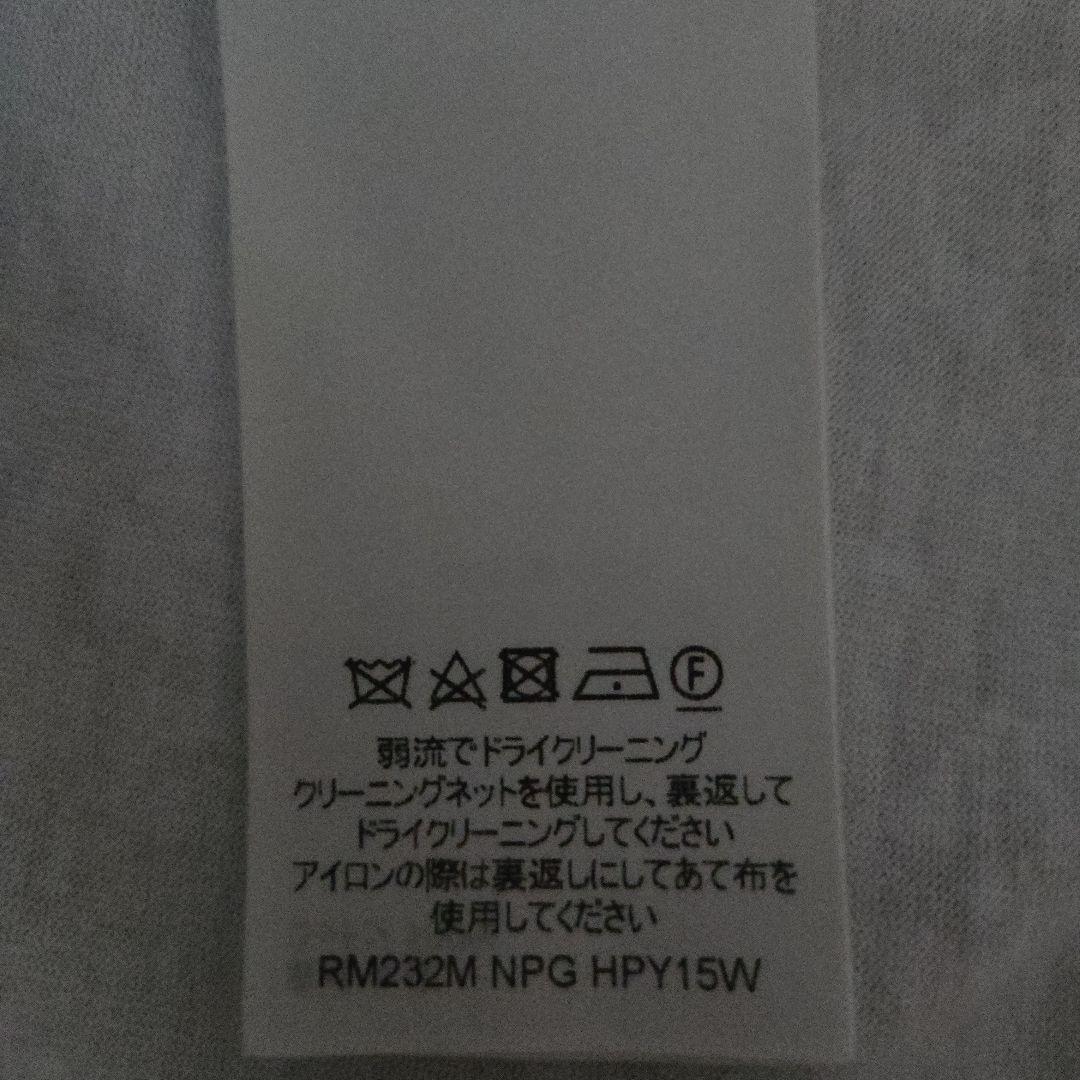 F
弱流でドライクリーニング
クリーニングネットを使用し、裏返して
ドライクリーニングしてください
アイロンの際は裏返しにしてあて布を
使用してください
RM232M NPG HPY15W